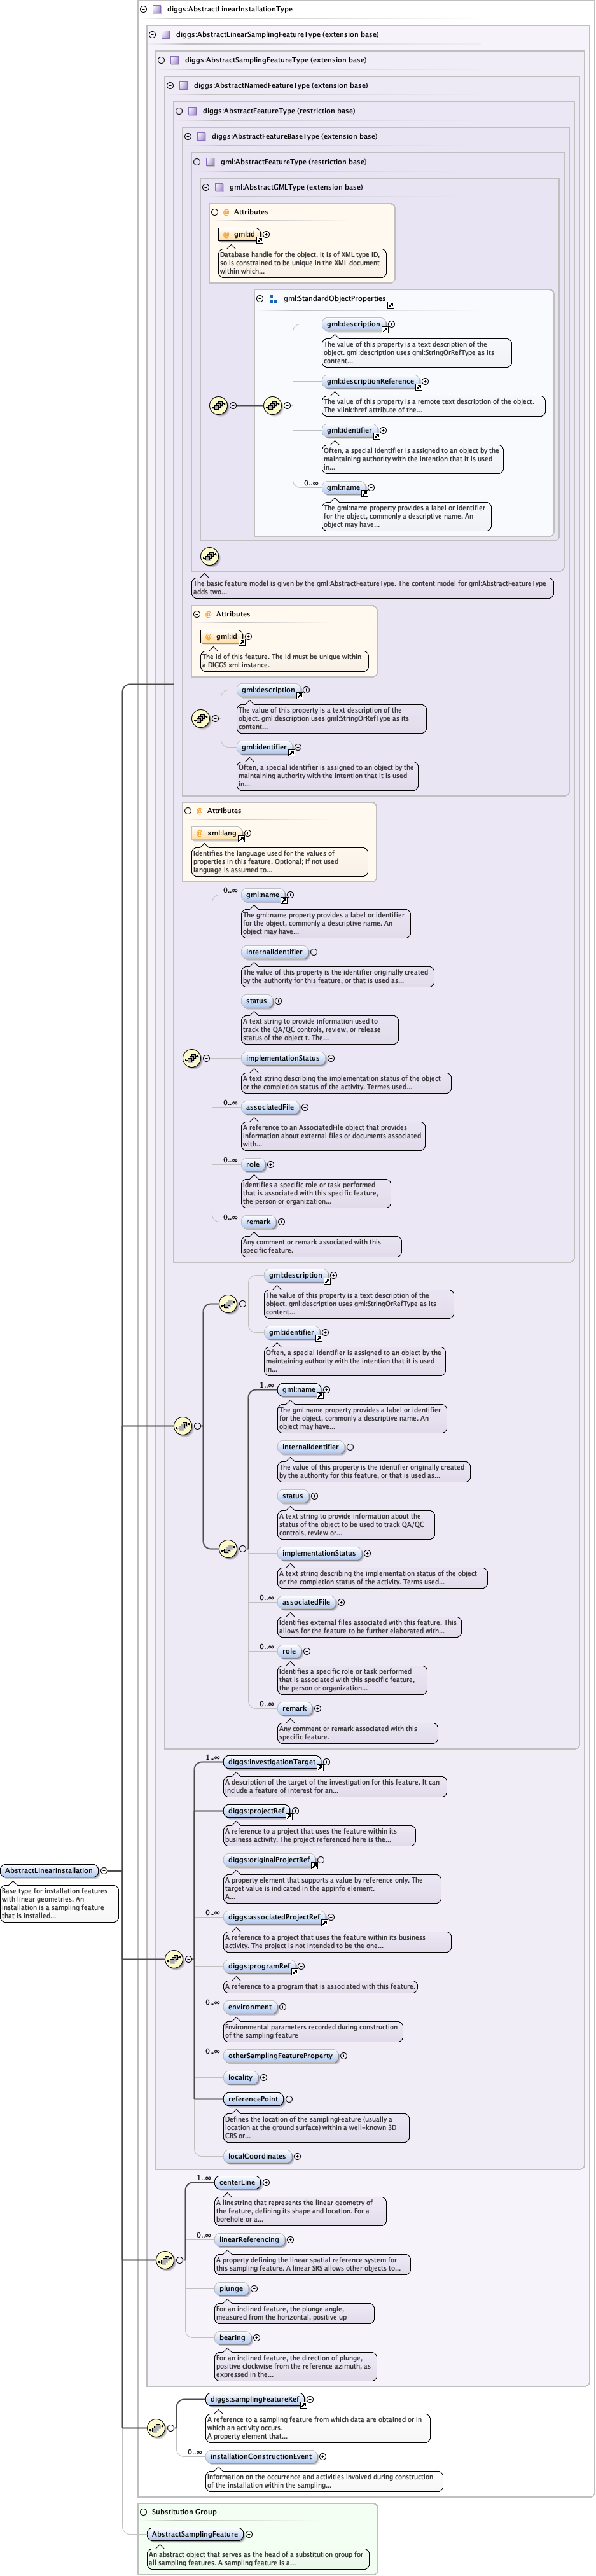 diggs:AbstractLinearInstallationType
diggs:AbstractLinearSamplingFeatureType (extension base)
diggs:AbstractSamplingFeatureType (extension base)
diggs:AbstractNamedFeatureType (extension base)
diggs:AbstractFeatureType (restriction base)
diggs:AbstractFeatureBaseType (extension base)
gml:AbstractFeatureType (restriction base)
gml:AbstractGMLType (extension base)
@ Attributes
@ gml:id
Database handle for the object. It is of XML type ID,
so is constrained to be unique in the XML document
within which...
gml:StandardObjectProperties
gml:description
The value of this property is a text description of the
object. gml:description uses gml:StringOrRefType as its
content...
gml:descriptionReference
The value of this property is a remote text description of the object.
The xlink:href attribute of the...
gml:identifier
Often, a special identifier is assigned to an object by the
maintaining authority with the intention that it is used
in...
0..∞
gml:name
The gml:name property provides a label or identifier
for the object, commonly a descriptive name. An
object may have...
The basic feature model is given by the gml:AbstractFeatureType. The content model for gml:AbstractFeatureType
adds two...
@ Attributes
@ gml:id
The id of this feature. The id must be unique within
a DIGGS xml instance.
gml:description
The value of this property is a text description of the
object. gml:description uses gml:StringOrRefType as its
content...
gml:identifier
Often, a special identifier is assigned to an object by the
maintaining authority with the intention that it is used
in...
@ Attributes
@ xml:lang
Identifies the language used for the values of
properties in this feature. Optional; if not used
language is assumed to...
0..∞
gml:name
The gml:name property provides a label or identifier
for the object, commonly a descriptive name. An
object may have...
internalIdentifier
The value of this property is the identifier originally created
by the authority for this feature, or that is used as...
status
A text string to provide information used to
track the QA/QC controls, review, or release
status of the object t. The...
implementationStatus
A text string describing the implementation status of the object
or the completion status of the activity. Termes used...
0..∞
associatedFile
A reference to an AssociatedFile object that provides
information about external files or documents associated
with...
0..∞
role
Identifies a specific role or task performed
that is associated with this specific feature,
the person or organization...
0..∞
remark
Any comment or remark associated with this
specific feature.
gml:description
The value of this property is a text description of the
object. gml:description uses gml:StringOrRefType as its
content...
gml:identifier
Often, a special identifier is assigned to an object by the
maintaining authority with the intention that it is used
in...
1..∞
gml:name
The gml:name property provides a label or identifier
for the object, commonly a descriptive name. An
object may have...
internalIdentifier
The value of this property is the identifier originally created
by the authority for this feature, or that is used as...
status
A text string to provide information about the
status of the object to be used to track QA/QC
controls, review or...
implementationStatus
A text string describing the implementation status of the object
or the completion status of the activity. Terms used...
0..∞
associatedFile
Identifies external files associated with this feature. This
allows for the feature to be further elaborated with...
0..∞
role
Identifies a specific role or task performed
that is associated with this specific feature,
the person or organization...
0..∞
remark
Any comment or remark associated with this
specific feature.
1..∞
diggs:investigationTarget
A description of the target of the investigation for this feature. It can
include a feature of interest for an...
diggs:projectRef
A reference to a project that uses the feature within its
business activity. The project referenced here is the...
diggs:originalProjectRef
A property element that supports a value by reference only. The
target value is indicated in the appinfo element.
A...
0..∞
diggs:associatedProjectRef
A reference to a project that uses the feature within its business
activity. The project is not intended to be the one...
diggs:programRef
A reference to a program that is associated with this feature.
0..∞
environment
Environmental parameters recorded during construction
of the sampling feature
0..∞
otherSamplingFeatureProperty
locality
referencePoint
Defines the location of the samplingFeature (usually a
location at the ground surface) within a well-known 3D
CRS or...
localCoordinates
AbstractLinearInstallation
Base type for installation features
with linear geometries. An
installation is a sampling feature
that is installed...
1..∞
centerLine
A linestring that represents the linear geometry of
the feature, defining its shape and location. For a
borehole or a...
0..∞
linearReferencing
A property defining the linear spatial reference system for
this sampling feature. A linear SRS allows other objects to...
plunge
For an inclined feature, the plunge angle,
measured from the horizontal, positive up
bearing
For an inclined feature, the direction of plunge,
positive clockwise from the reference azimuth, as
expressed in the...
diggs:samplingFeatureRef
A reference to a sampling feature from which data are obtained or in
which an activity occurs.
A property element that...
0..∞
installationConstructionEvent
Information on the occurrence and activities involved during construction
of the installation within the sampling...
Substitution Group
AbstractSamplingFeature
An abstract object that serves as the head of a substitution group for
all sampling features. A sampling feature is a...